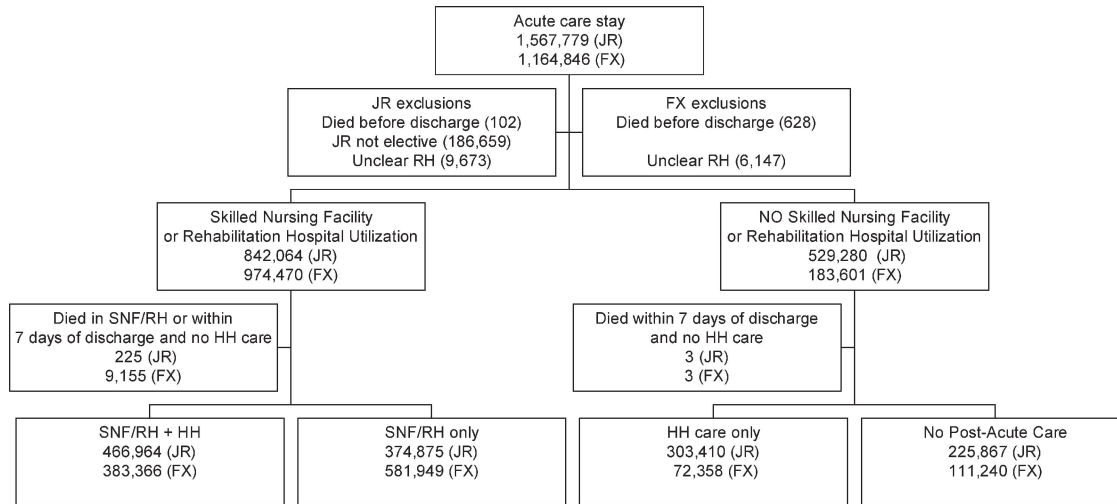 Acute care stay
1,567,779 (JR)
1,164,846 (FX)
JR exclusions
Died before discharge (102)
JR not elective (186,659)
Unclear RH (9,673)
FX exclusions
Died before discharge (628)
Unclear RH (6,147)
Skilled Nursing Facility
or Rehabilitation Hospital Utilization
842,064 (JR)
974,470 (FX)
NO Skilled Nursing Facility
or Rehabilitation Hospital Utilization
529,280 (JR)
183,601 (FX)
Died in SNF/RH or within
7 days of discharge and no HH care
225 (JR)
9,155 (FX)
Died within 7 days of discharge
and no HH care
3 (JR)
3 (FX)
SNF/RH + HH
466,964 (JR)
383,366 (FX)
SNF/RH only
374,875 (JR)
581,949 (FX)
HH care only
303,410 (JR)
72,358 (FX)
No Post-Acute Care
225,867 (JR)
111,240 (FX)